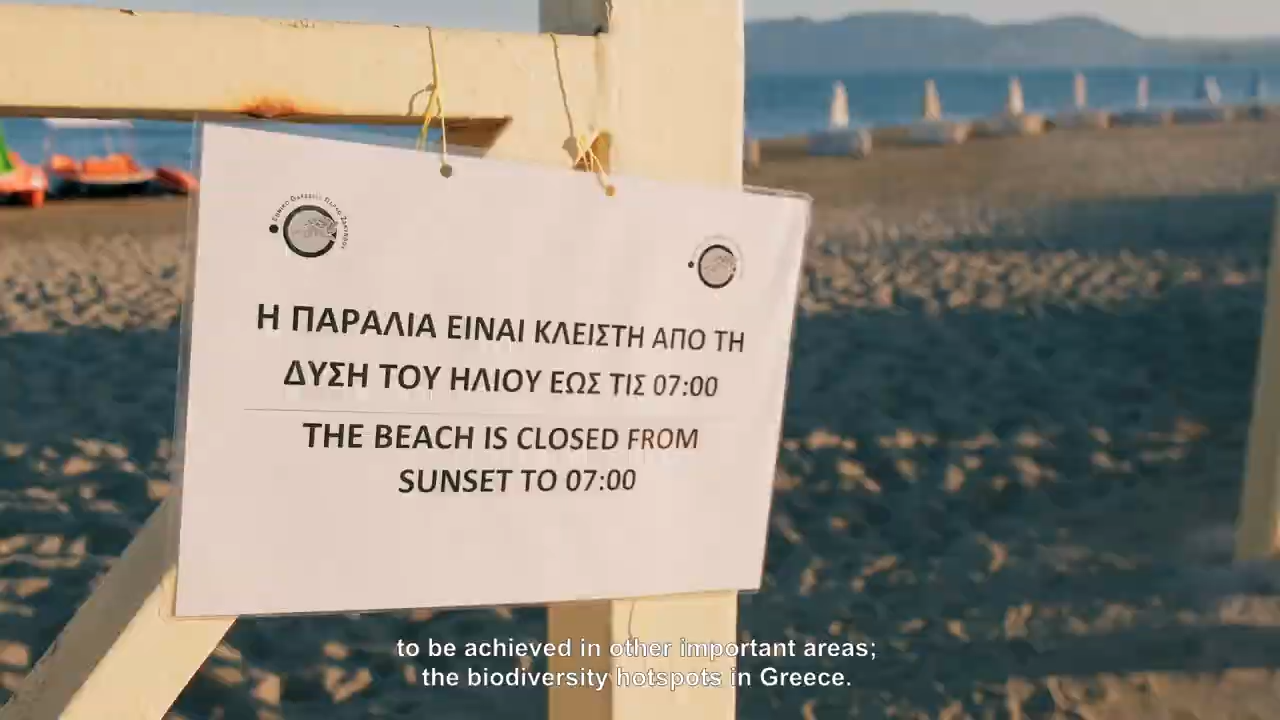 Η ΠΑΡΑΛΙΑ ΕΙΝΑΙ ΚΛΕΙΣΤΗ ΑΠΟ ΤΗ
ΔΥΣΗ ΤΟΥ ΗΛΙΟΥ ΕΩΣ ΤΙΣ 07:00
THE BEACH IS CLOSED FROM
SUNSET TO 07:00
to be achieved in other important areas;
the biodiversity hotspots in Greece.